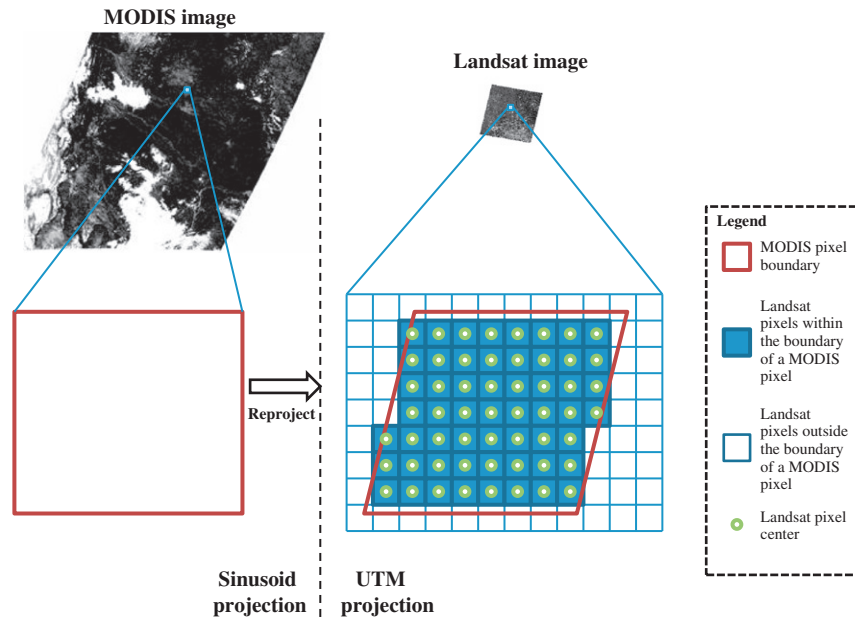 MODIS image
Landsat image
Legend
MODIS pixel
boundary
Landsat
pixels within
the boundary
of a MODIS
pixel
Landsat
pixels outside
the boundary
of a MODIS
pixel
Landsat pixel
center
Reproject
Sinusoid
projection
UTM
projection